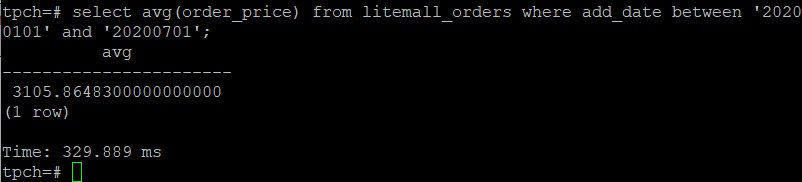 tpch=# select avg(order_price) from litemall_orders where add_date between '2020
0101' and '20200701';
          avg
-----------------------
 3105.8648300000000000
(1 row)

Time: 329.889 ms
tpch=#